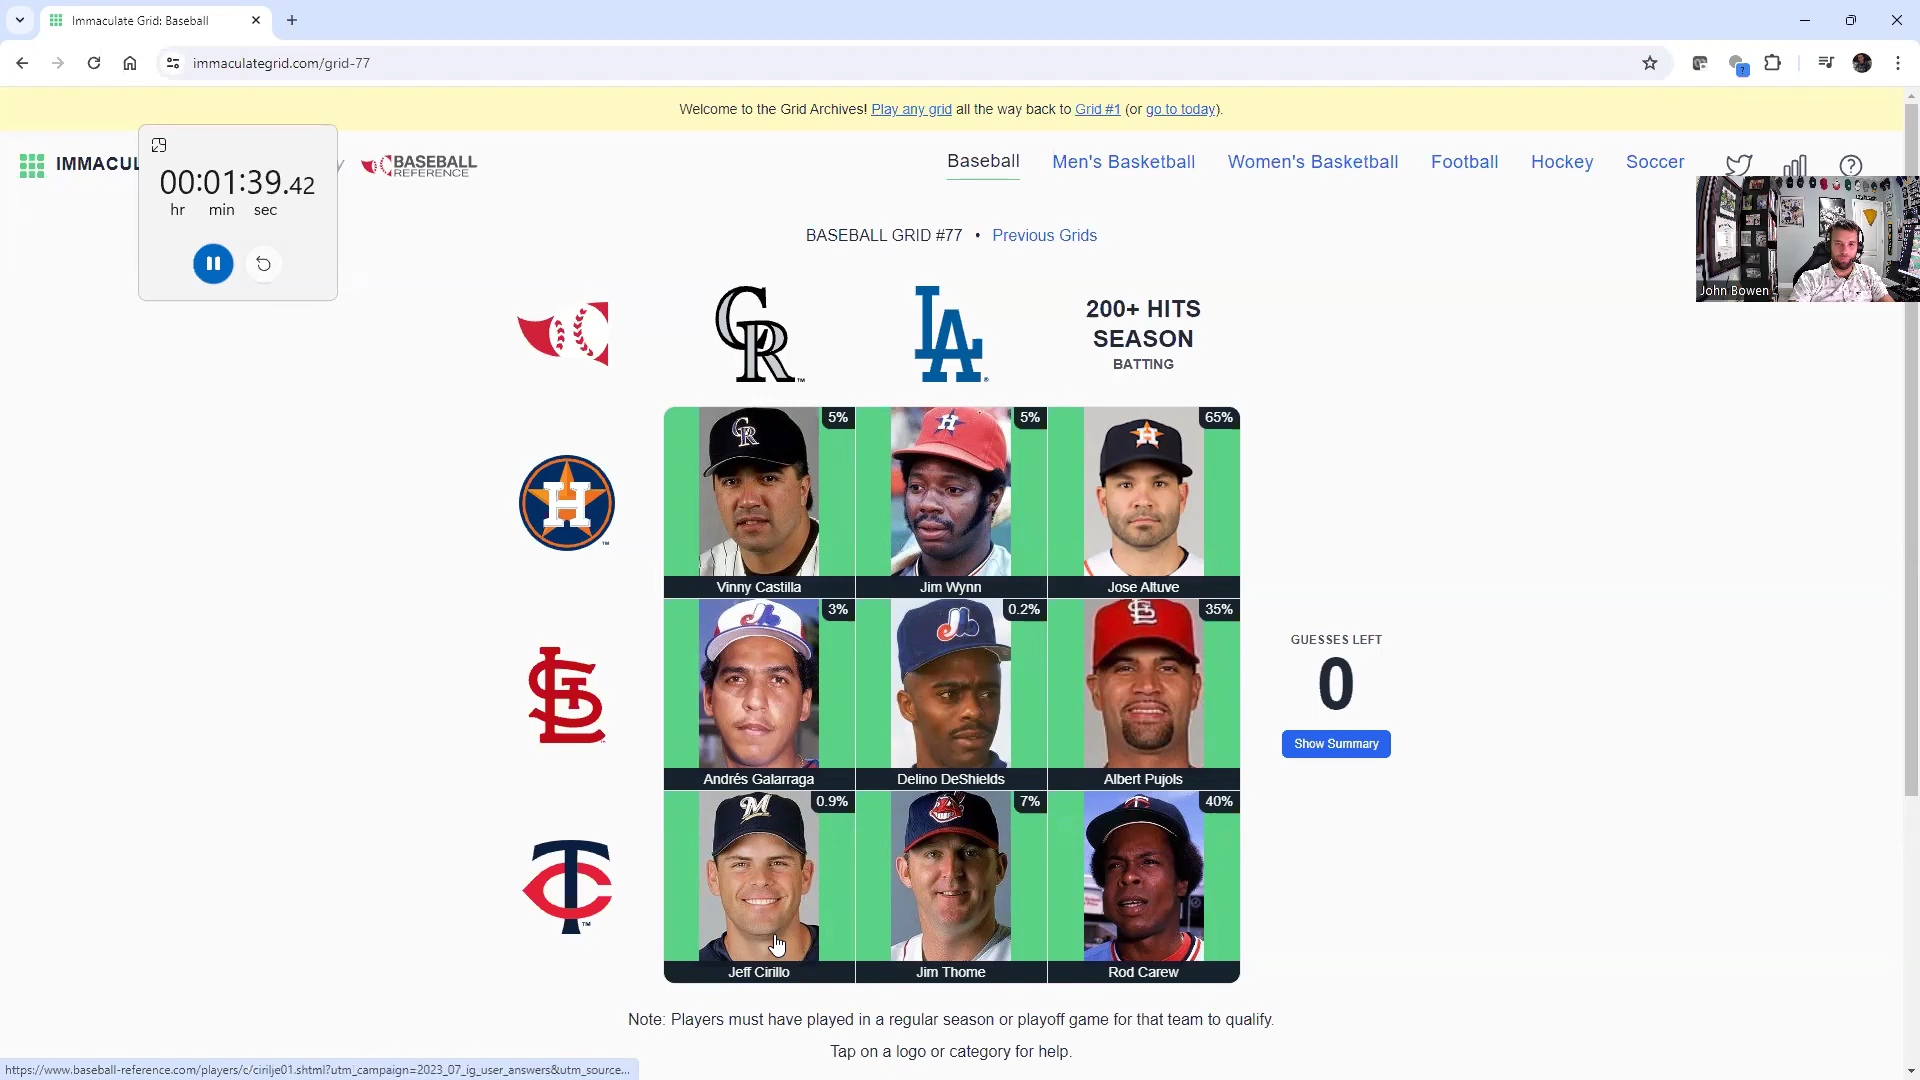 Immaculate Grid: Baseball
immaculategrid.com/grid-77
Welcome to the Grid Archives! Play any grid all the way back to Grid #1 (or go to today).
IMMACUL
BASEBALL
REFERENCE
Baseball
Men's Basketball
Women's Basketball
Football
Hockey
Soccer
00:01:39.42
hr min sec
John Bowen
BASEBALL GRID #77 • Previous Grids
CR
LA
200+ HITS
SEASON
BATTING
H
5%
5%
65%
Vinny Castilla
Jim Wynn
Jose Altuve
STL
3%
0.2%
35%
Andrés Galarraga
Delino DeShields
Albert Pujols
TC
0.9%
7%
40%
Jeff Cirillo
Jim Thome
Rod Carew
GUESSES LEFT
0
Show Summary
Note: Players must have played in a regular season or playoff game for that team to qualify.
Tap on a logo or category for help.
https://www.baseball-reference.com/players/c/cirilje01.shtml?utm_campaign=2023_07_ig_user_answers&utm_source...